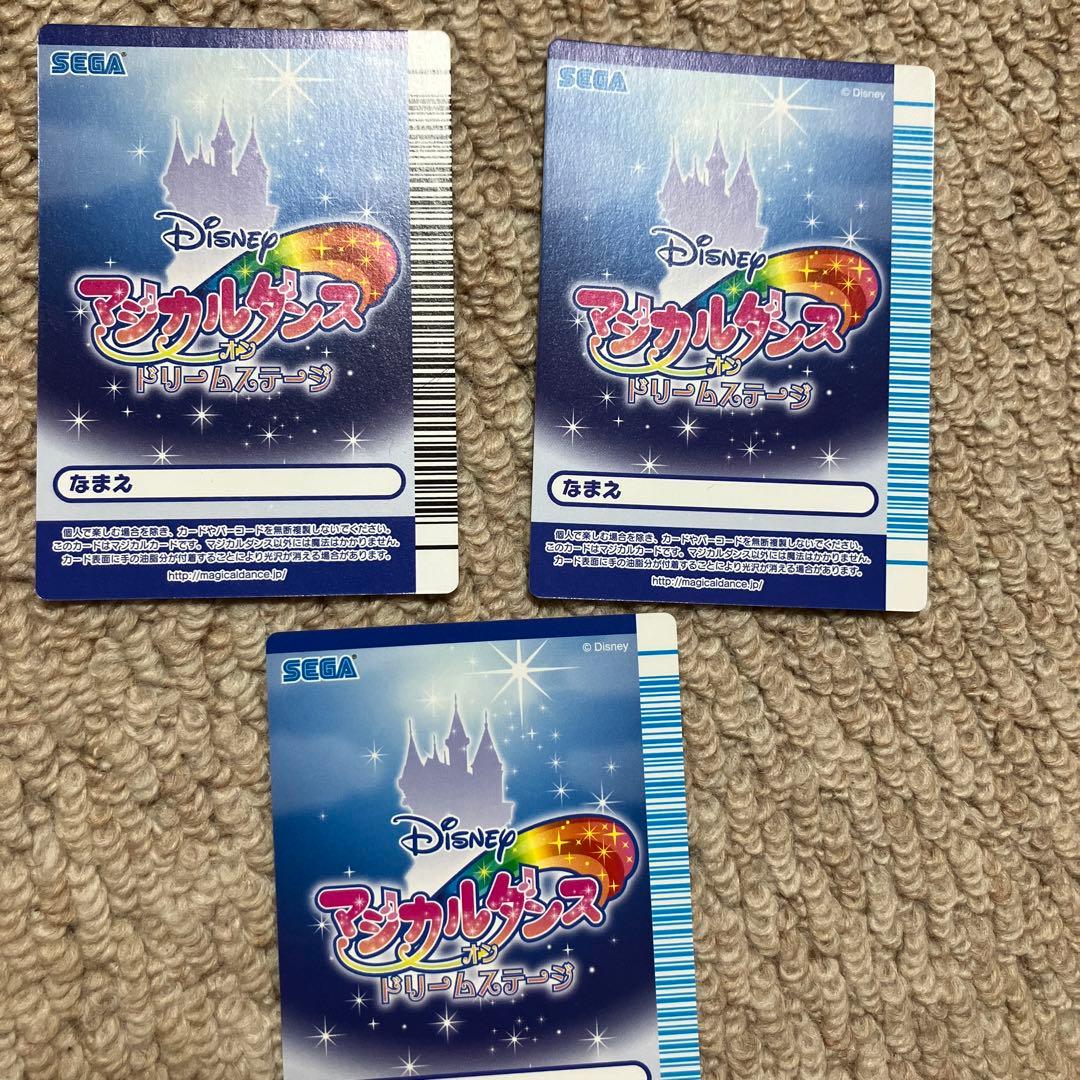 SEGA
Disney
マジカルダンス
オン
ドリームステージ
なまえ
個人で楽しむ場合を除き、カードやバーコードを無断複製しないでください。
このカードはマジカルカードです。マジカルダンス以外には魔法はかかりません。
カード表面に手の油脂分が付着することにより光沢が消える場合があります。
http://magicaldance.jp/
SEGA
© Disney
Disney
マジカルダンス
オン
ドリームステージ
なまえ
個人で楽しむ場合を除き、カードやバーコードを無断複製しないでください。
このカードはマジカルカードです。マジカルダンス以外には魔法はかかりません。
カード表面に手の油脂分が付着することにより光沢が消える場合があります。
http://magicaldance.jp/
SEGA
© Disney
Disney
マジカルダンス
オン
ドリームステージ